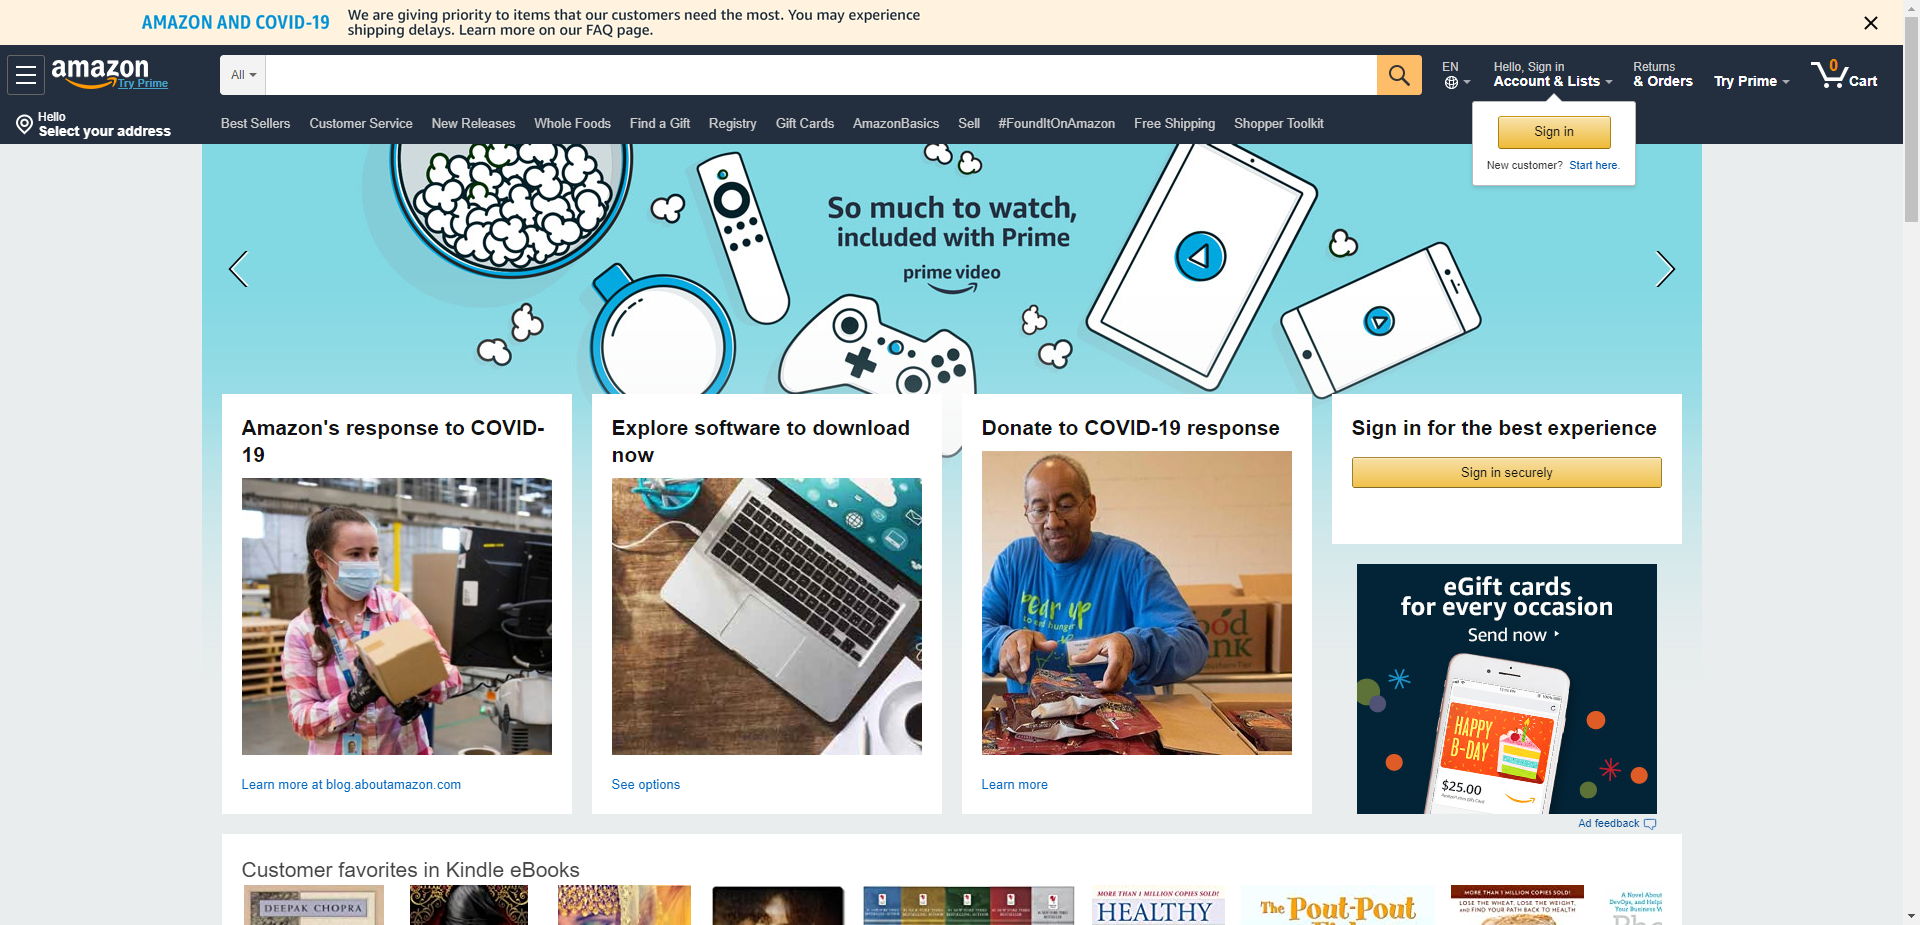 AMAZON AND COVID-19
We are giving priority to items that our customers need the most. You may experience
shipping delays. Learn more on our FAQ page.
amazon
Try Prime
All
EN
Hello, Sign in
Account & Lists
Returns
& Orders
Try Prime
0
Cart
Hello
Select your address
Best Sellers
Customer Service
New Releases
Whole Foods
Find a Gift
Registry
Gift Cards
AmazonBasics
Sell
#FoundItOnAmazon
Free Shipping
Shopper Toolkit
Sign in
New customer? Start here.
So much to watch,
included with Prime
prime video
Amazon's response to COVID-
19
Learn more at blog.aboutamazon.com
Explore software to download
now
See options
Donate to COVID-19 response
Learn more
Sign in for the best experience
Sign in securely
eGift cards
for every occasion
Send now
HAPPY
B-DAY
$25.00
Ad feedback
Customer favorites in Kindle eBooks
DEEPAK CHOPRA
MORE THAN 1 MILLION COPIES SOLD!
HEALTHY
The Pout-Pout
MORE THAN 1 MILLION COPIES SOLD!
LOSE THE WHEAT, LOSE THE WEIGHT,
AND FIND YOUR PATH BACK TO HEALTH
A Novel About
DevOps, and Helpi
Your Business W